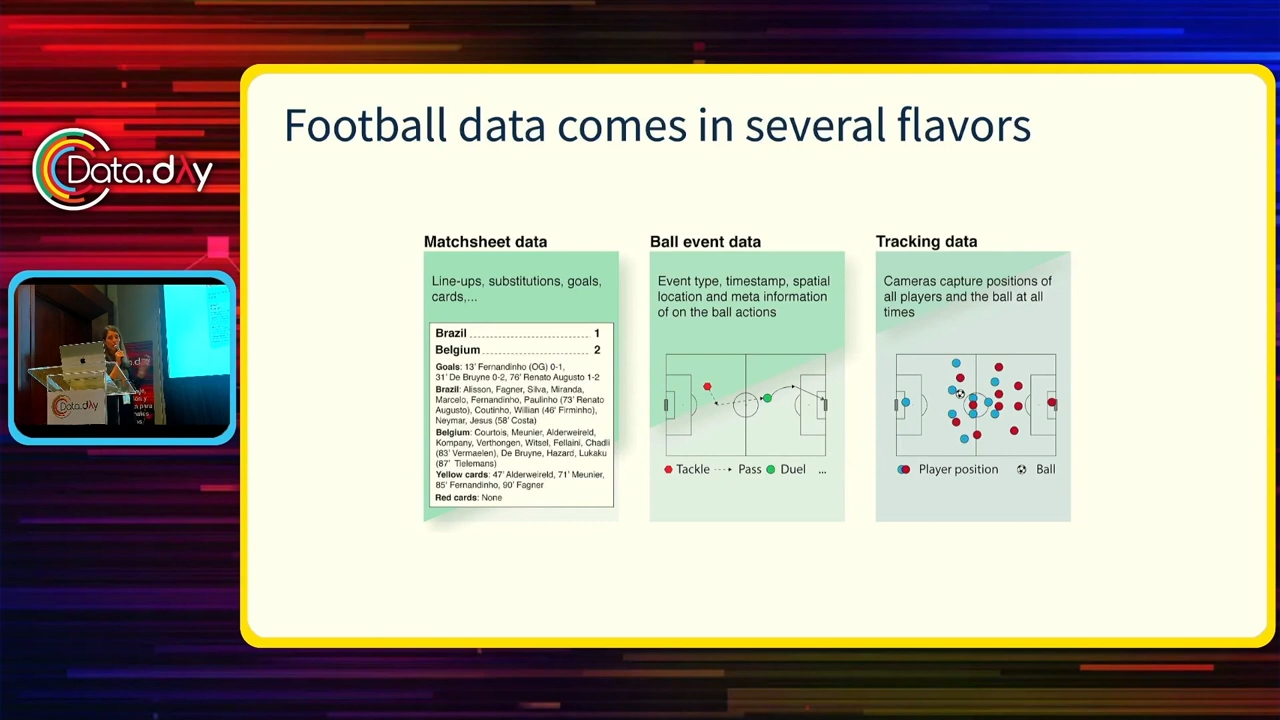 Football data comes in several flavors
Data.dAy
Matchsheet data
Line-ups, substitutions, goals,
cards,...
Brazil 1
Belgium 2
Goals: 13' Fernandinho (OG) 0-1,
31' De Bruyne 0-2, 76' Renato Augusto 1-2
Brazil: Alisson, Fagner, Silva, Miranda,
Marcelo, Fernandinho, Paulinho (73' Renato
Augusto), Coutinho, Willian (46' Firminho),
Neymar, Jesus (58' Costa)
Belgium: Courtois, Meunier, Alderweireld,
Kompany, Verthongen, Witsel, Fellaini, Chadli
(83' Vermaelen), De Bruyne, Hazard, Lukaku
(87' Tielemans)
Yellow cards: 47' Alderweireld, 71' Meunier,
85' Fernandinho, 90' Fagner
Red cards: None
Ball event data
Event type, timestamp, spatial
location and meta information
of on the ball actions
Tackle Pass Duel ...
Tracking data
Cameras capture positions of
all players and the ball at all
times
Player position Ball
Data.dAy